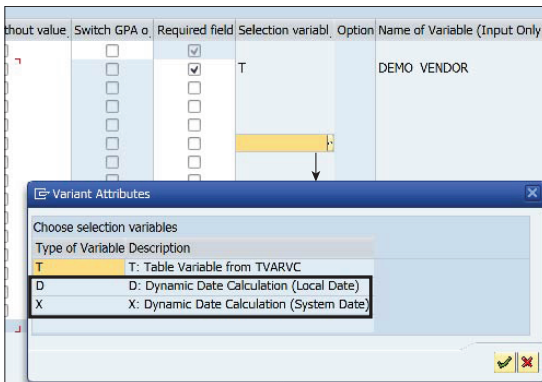 thout value Switch GPA o Required field Selection variabl Option Name of Variable (Input Only
T DEMO VENDOR
Variant Attributes
Choose selection variables
Type of Variable Description
T T: Table Variable from TVARVC
D D: Dynamic Date Calculation (Local Date)
X X: Dynamic Date Calculation (System Date)